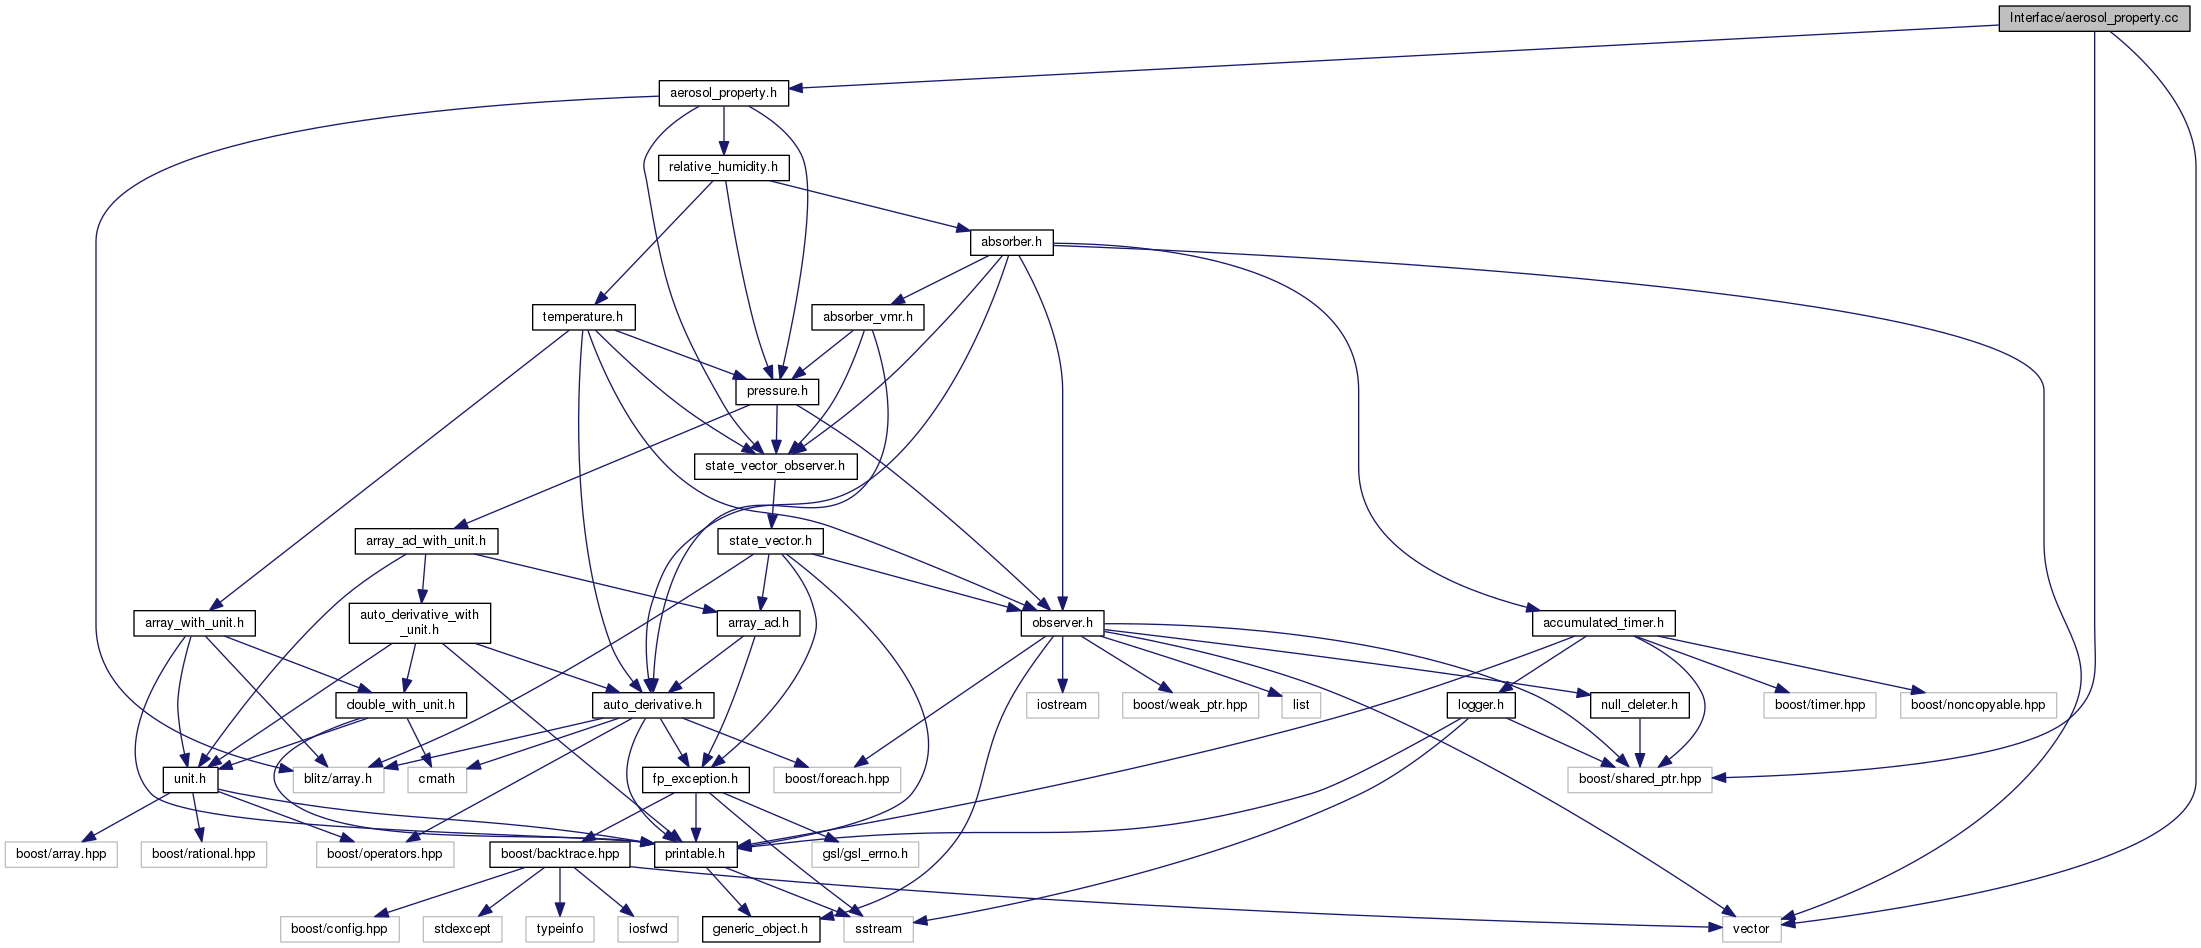 Interface/aerosol_property.cc
aerosol_property.h
relative_humidity.h
absorber.h
temperature.h
absorber_vmr.h
pressure.h
state_vector_observer.h
array_ad_with_unit.h
state_vector.h
array_with_unit.h
auto_derivative_with
_unit.h
array_ad.h
observer.h
accumulated_timer.h
double_with_unit.h
auto_derivative.h
iostream
boost/weak_ptr.hpp
list
logger.h
null_deleter.h
boost/timer.hpp
boost/noncopyable.hpp
unit.h
blitz/array.h
cmath
fp_exception.h
boost/foreach.hpp
boost/shared_ptr.hpp
boost/array.hpp
boost/rational.hpp
boost/operators.hpp
boost/backtrace.hpp
printable.h
gsl/gsl_errno.h
boost/config.hpp
stdexcept
typeinfo
iosfwd
generic_object.h
sstream
vector